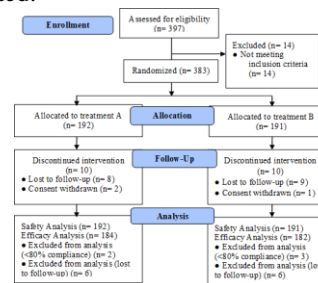 Enrollment
Assessed for eligibility
(n= 397)
Excluded (n= 14)
● Not meeting
inclusion criteria
(n= 14)
Randomized (n= 383)
Allocated to treatment A
(n= 192)
Allocation
Allocated to treatment B
(n= 191)
Discontinued intervention
(n= 10)
● Lost to follow-up (n= 8)
● Consent withdrawn (n= 2)
Follow-Up
Discontinued intervention
(n= 10)
● Lost to follow-up (n= 9)
● Consent withdrawn (n= 1)
Analysis
Safety Analysis (n= 192)
Efficacy Analysis (n= 184)
● Excluded from analysis
(<80% compliance) (n= 2)
● Excluded from analysis (lost
to follow-up) (n= 6)
Safety Analysis (n= 191)
Efficacy Analysis (n= 182)
● Excluded from analysis
(<80% compliance) (n= 3)
● Excluded from analysis (lost
to follow-up) (n= 6)